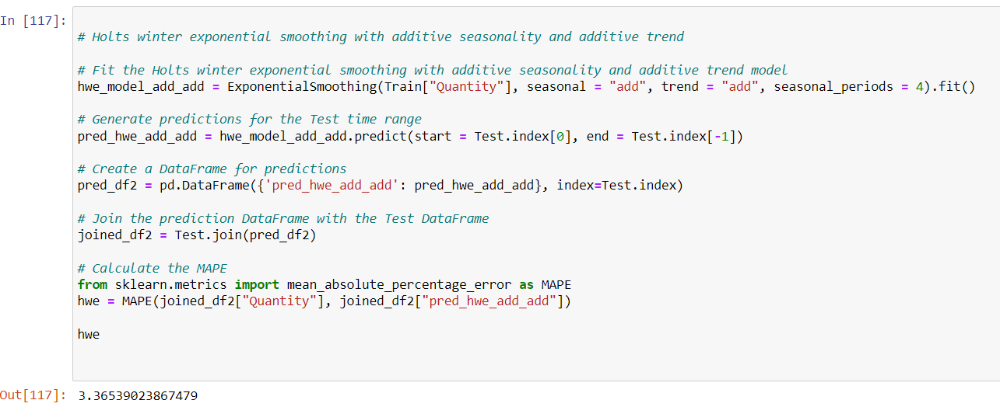 In [117]:
# Holts winter exponential smoothing with additive seasonality and additive trend
# Fit the Holts winter exponential smoothing with additive seasonality and additive trend model
hwe_model_add_add = ExponentialSmoothing(Train["Quantity"], seasonal = "add", trend = "add", seasonal_periods = 4).fit()
# Generate predictions for the Test time range
pred_hwe_add_add = hwe_model_add_add.predict(start = Test.index[0], end = Test.index[-1])
# Create a DataFrame for predictions
pred_df2 = pd.DataFrame({'pred_hwe_add_add': pred_hwe_add_add}, index=Test.index)
# Join the prediction DataFrame with the Test DataFrame
joined_df2 = Test.join(pred_df2)
# Calculate the MAPE
from sklearn.metrics import mean_absolute_percentage_error as MAPE
hwe = MAPE(joined_df2["Quantity"], joined_df2["pred_hwe_add_add"])
hwe
Out[117]: 3.36539023867479